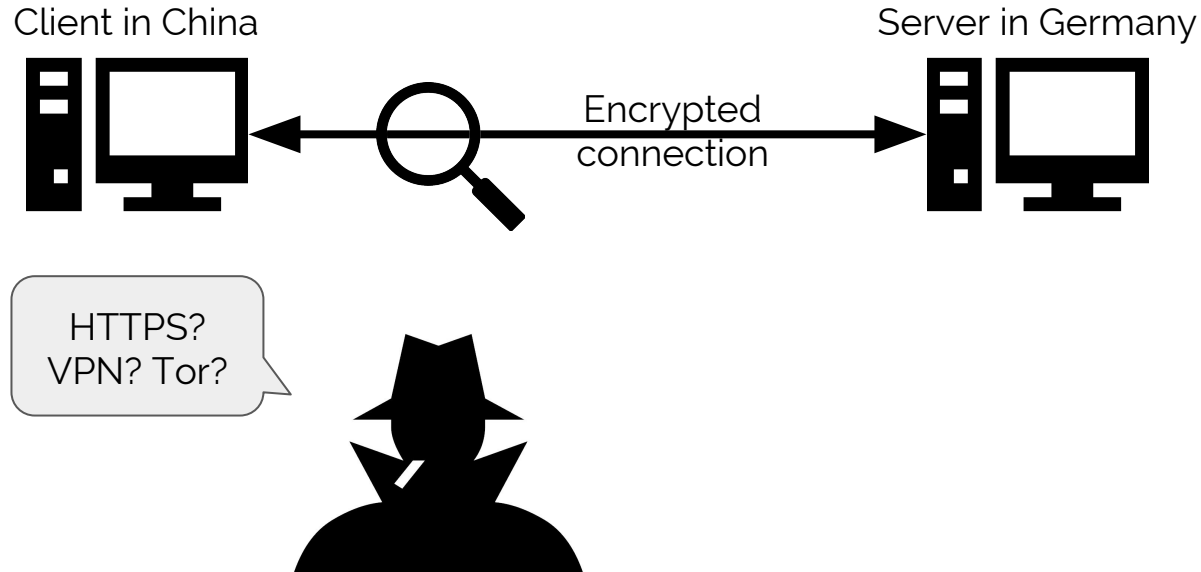 Client in China
Server in Germany
Encrypted
connection
HTTPS?
VPN? Tor?